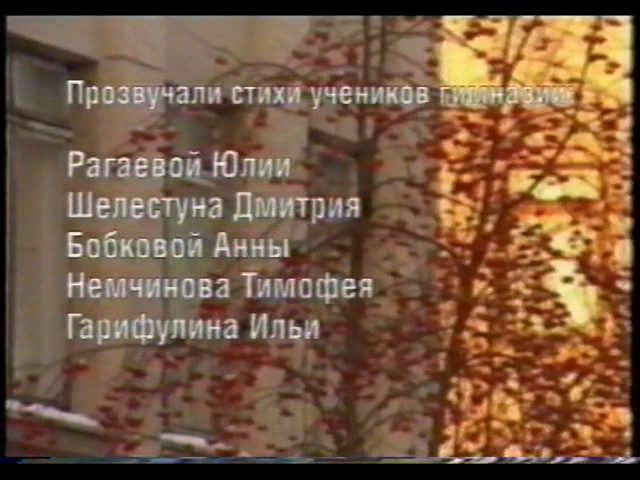 Прозвучали стихи учеников гимназии:
Рагаевой Юлии
Шелестуна Дмитрия
Бобковой Анны
Немчинова Тимофея
Гарифулина Ильи